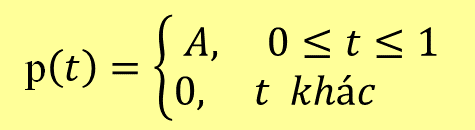 p(t) = { A, 0 ≤ t ≤ 1
0, t khác